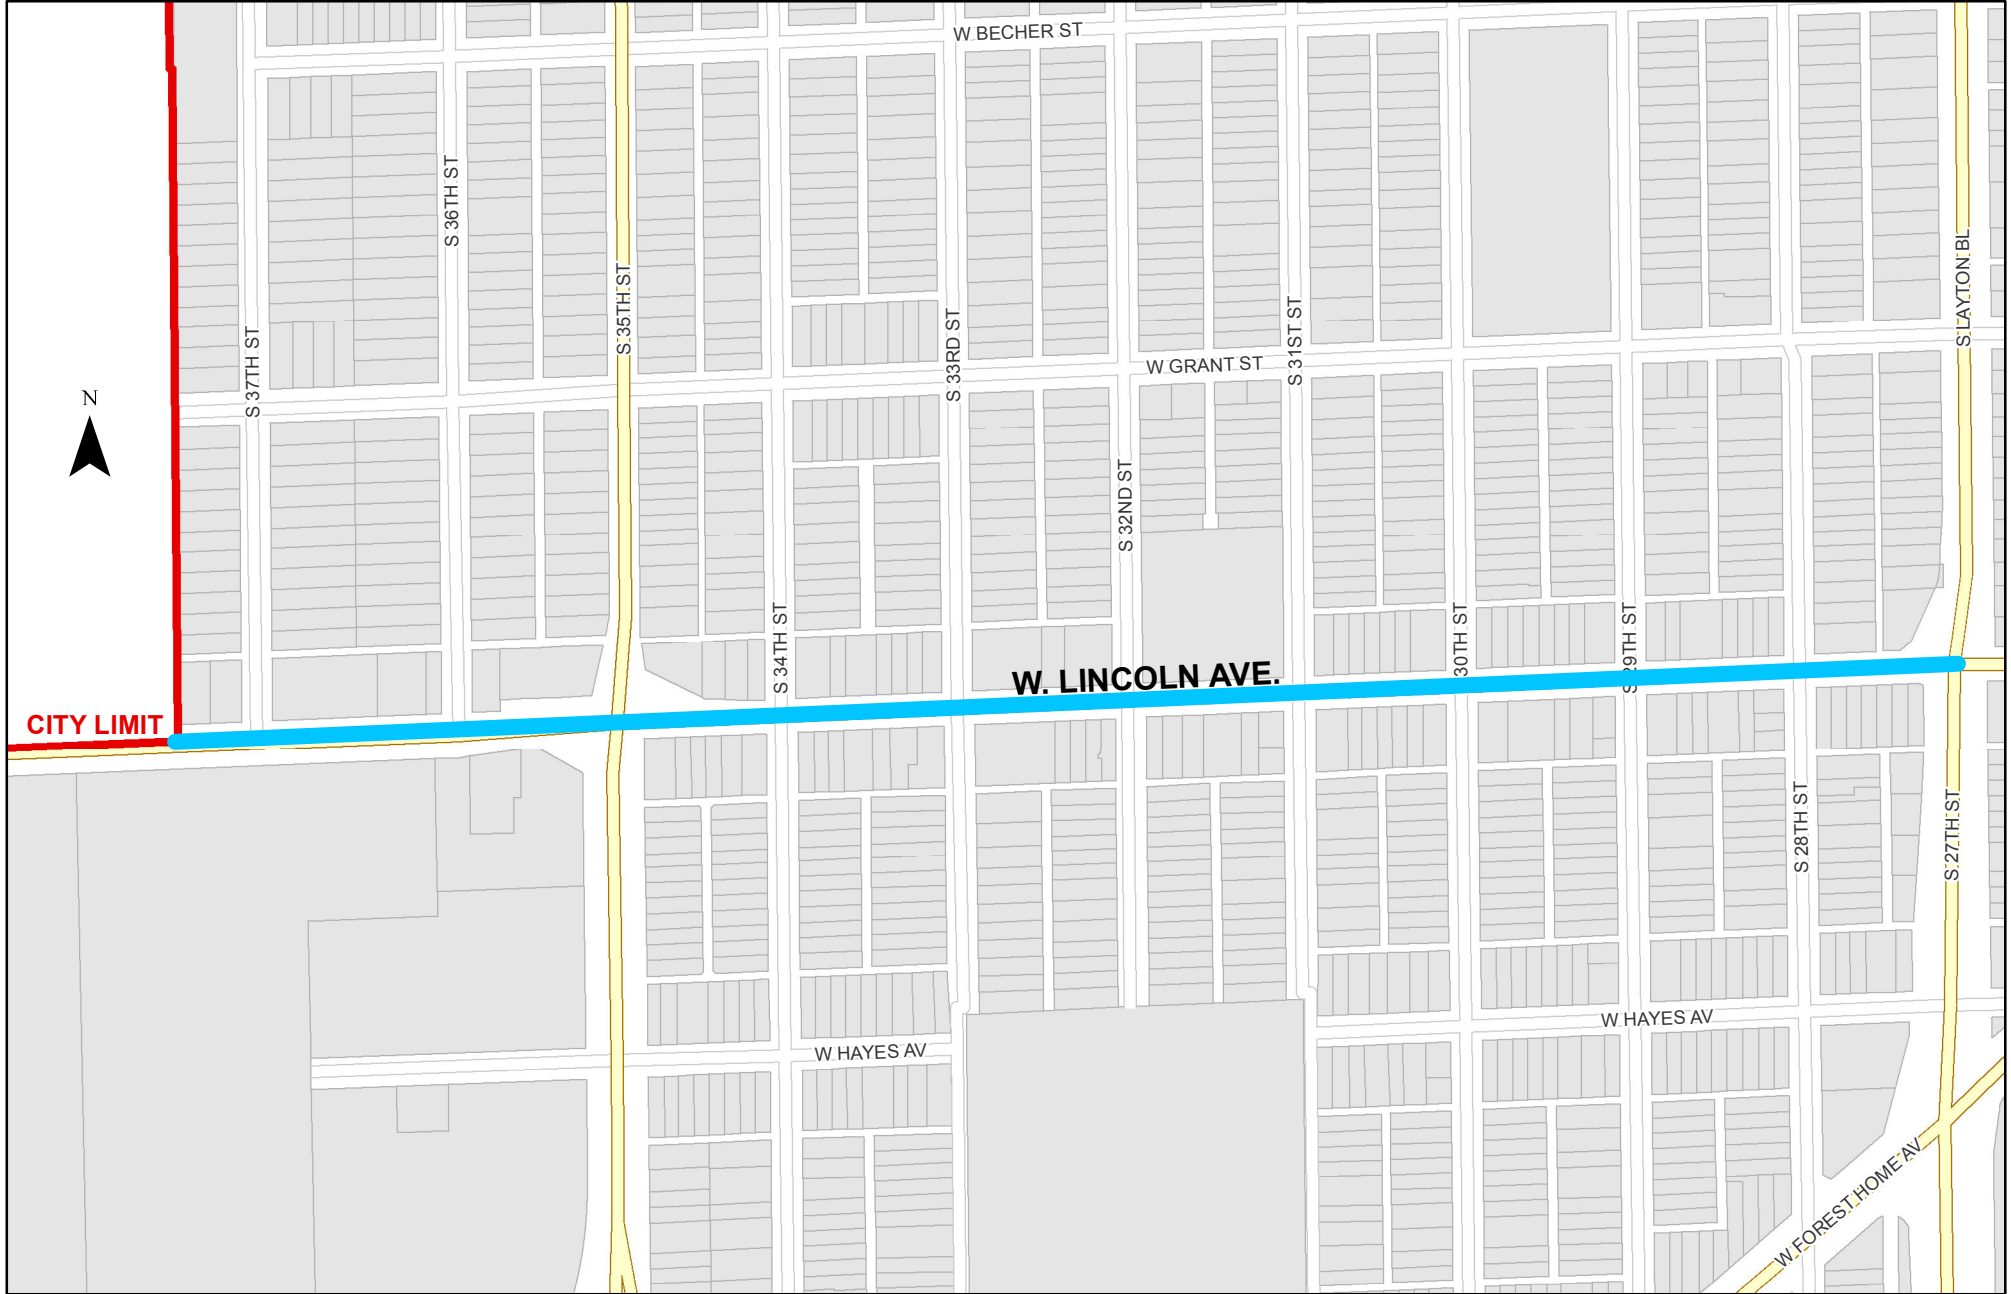 W BECHER ST
S 36TH ST
S LAYTON BL
S 35TH ST
S 31ST ST
S 33RD ST
S 37TH ST
W GRANT ST
N
S 32ND ST
S 34TH ST
30TH ST
S 29TH ST
W. LINCOLN AVE.
CITY LIMIT
S 28TH ST
S 27TH ST
W HAYES AV
W HAYES AV
W FOREST HOME AV